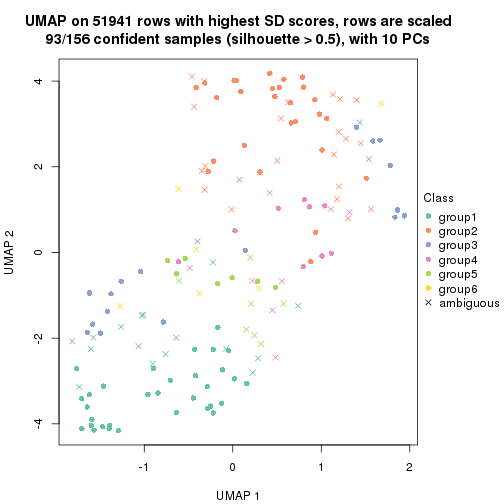 UMAP on 51941 rows with highest SD scores, rows are scaled
93/156 confident samples (silhouette > 0.5), with 10 PCs
4
2
0
-2
-4
UMAP 2
-1
0
1
2
UMAP 1
Class
group1
group2
group3
group4
group5
group6
ambiguous